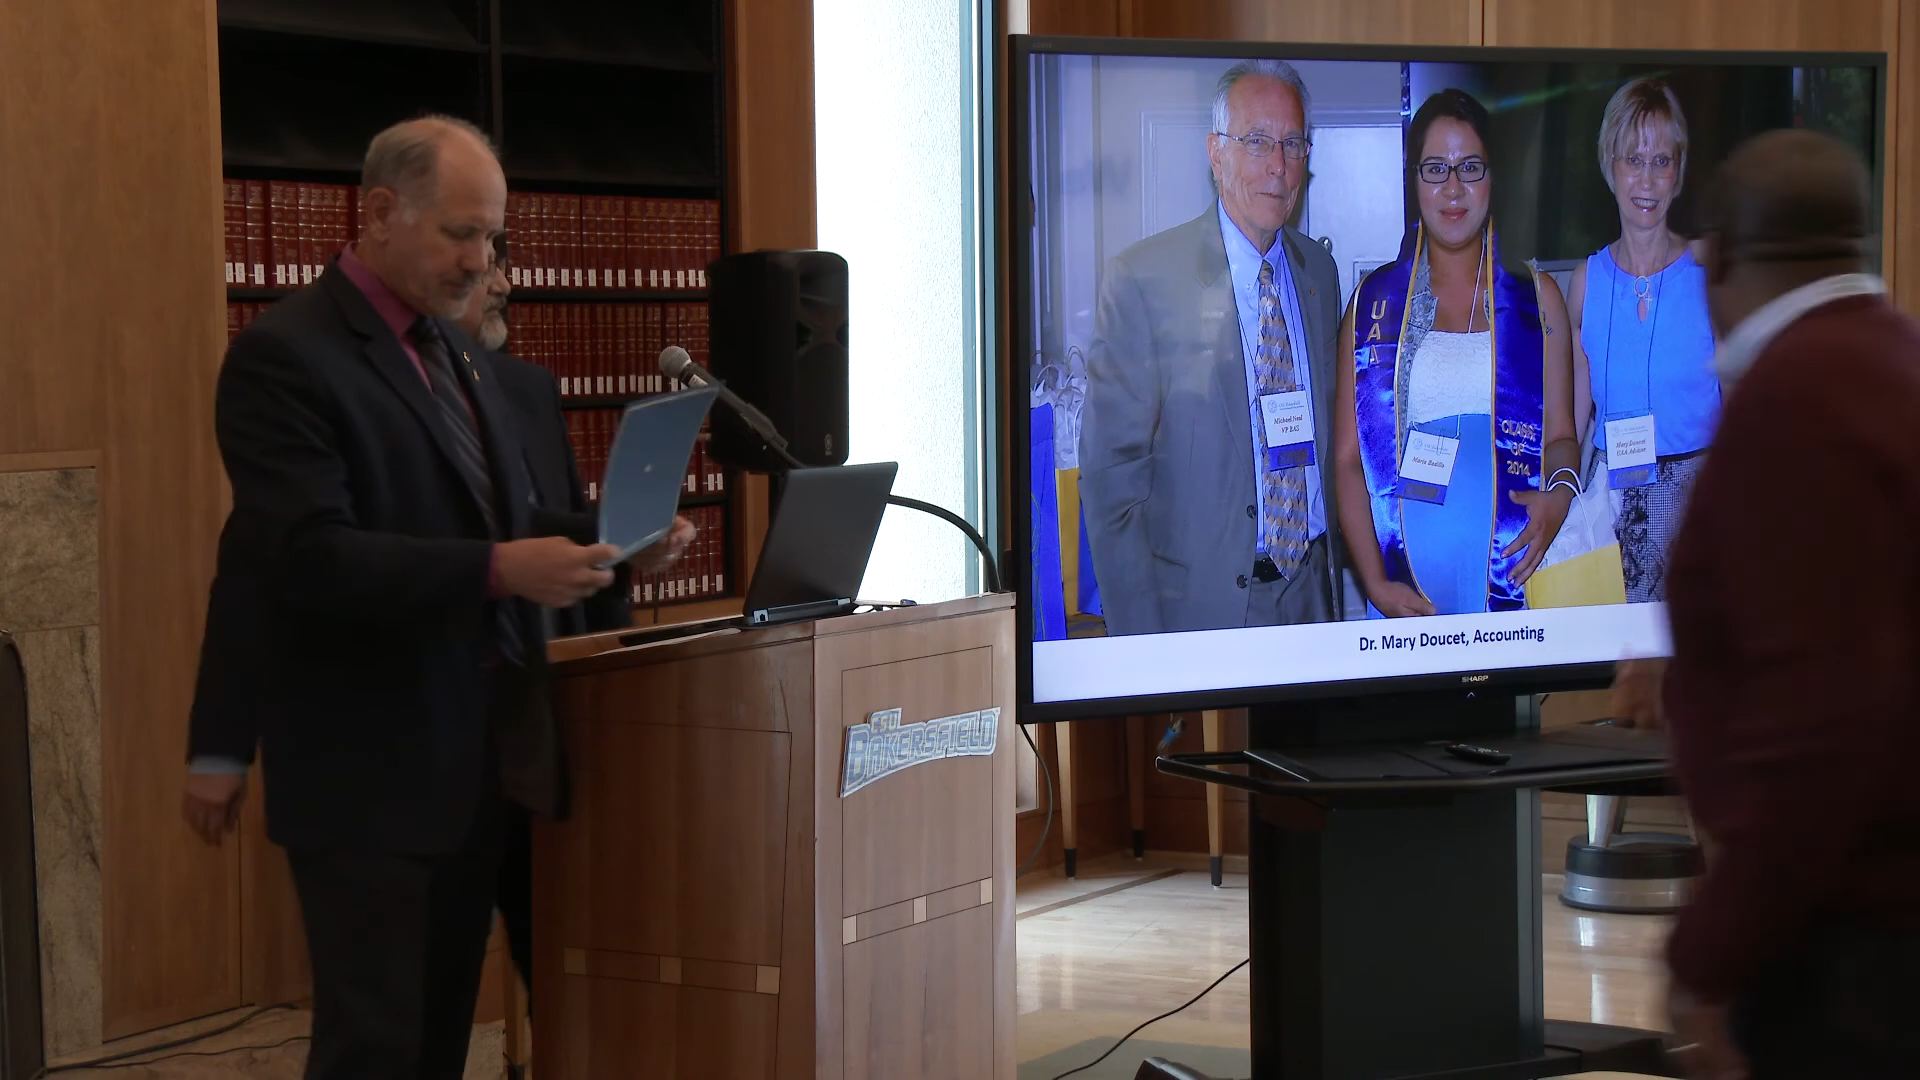 UAA
CLASS
OF
2014
Michael Neal
VP BAS
Maria Badillo
Mary Doucet
UAA Advisor
Dr. Mary Doucet, Accounting
SHARP
CSU
BAKERSFIELD